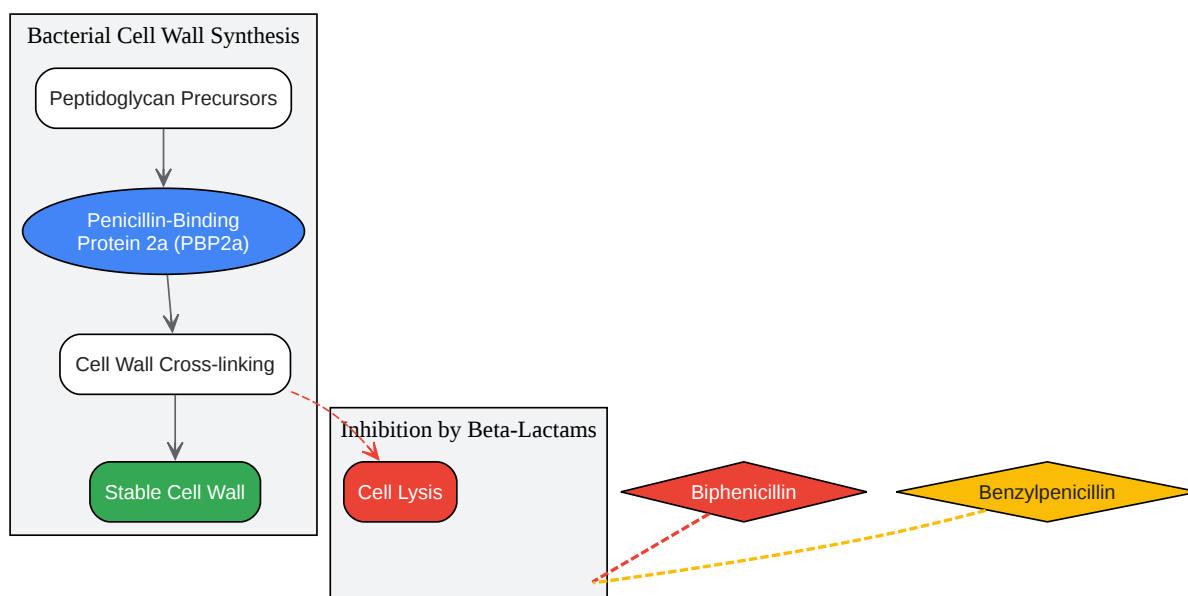 Bacterial Cell Wall Synthesis
Peptidoglycan Precursors
Penicillin-Binding
Protein 2a (PBP2a)
Cell Wall Cross-linking
Inhibition by Beta-Lactams
Stable Cell Wall
Cell Lysis
Biphenicillin
Benzylpenicillin